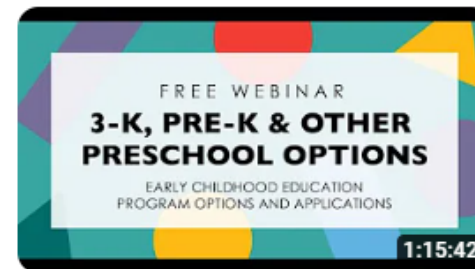 FREE WEBINAR
3-K, PRE-K & OTHER
PRESCHOOL OPTIONS
EARLY CHILDHOOD EDUCATION
PROGRAM OPTIONS AND APPLICATIONS
1:15:42